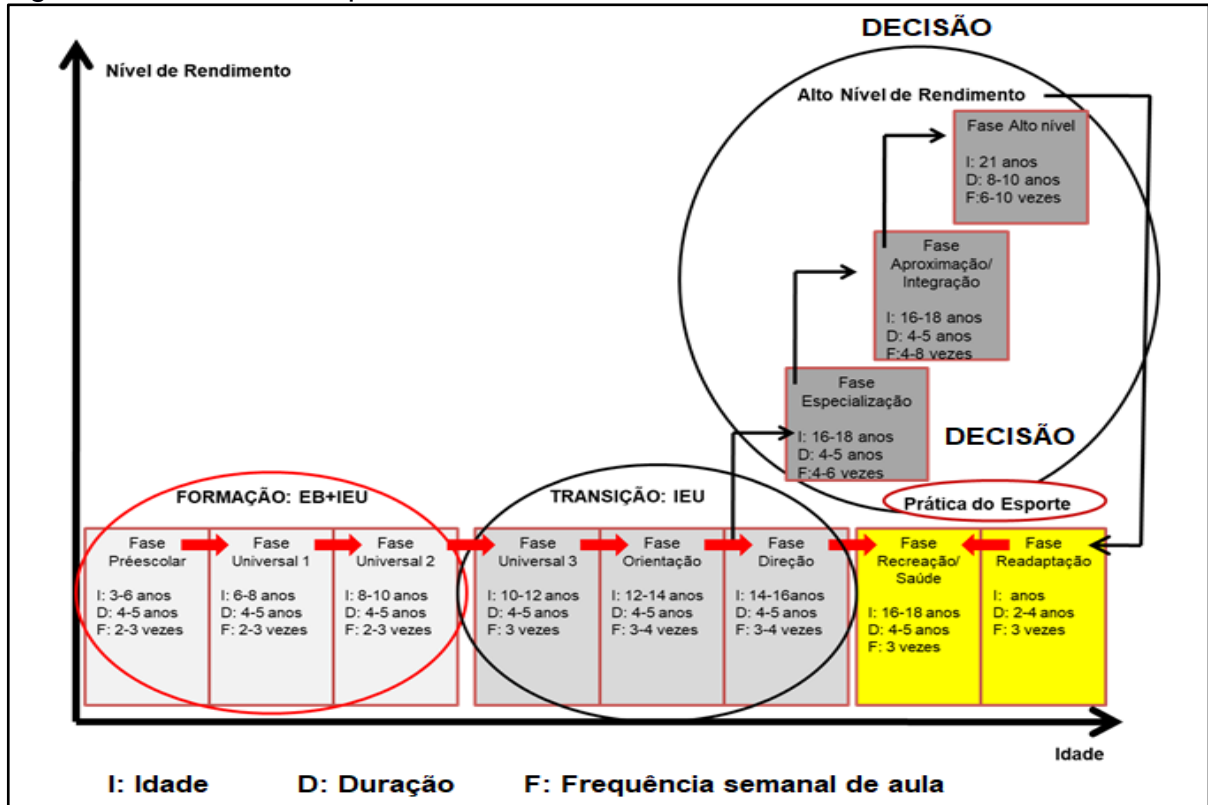 DECISÃO
Nível de Rendimento
Alto Nível de Rendimento
Fase Alto nível
I: 21 anos
D: 8-10 anos
F:6-10 vezes
Fase
Aproximação/
Integração
I: 16-18 anos
D: 4-5 anos
F:4-8 vezes
Fase
Especialização
I: 16-18 anos
D: 4-5 anos
F:4-6 vezes
DECISÃO
FORMAÇÃO: EB+IEU
TRANSIÇÃO: IEU
Prática do Esporte
Fase
Préescolar
I: 3-6 anos
D: 4-5 anos
F: 2-3 vezes
Fase
Universal 1
I: 6-8 anos
D: 4-5 anos
F: 2-3 vezes
Fase
Universal 2
I: 8-10 anos
D: 4-5 anos
F: 2-3 vezes
Fase
Universal 3
I: 10-12 anos
D: 4-5 anos
F: 3 vezes
Fase
Orientação
I: 12-14 anos
D: 4-5 anos
F: 3-4 vezes
Fase
Direção
I: 14-16anos
D: 4-5 anos
F: 3-4 vezes
Fase
Recreação/
Saúde
I: 16-18 anos
D: 4-5 anos
F: 3 vezes
Fase
Readaptação
I: anos
D: 2-4 anos
F: 3 vezes
Idade
I: Idade D: Duração F: Frequência semanal de aula